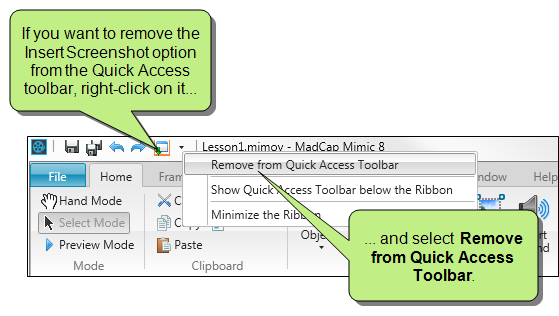 If you want to remove the
Insert Screenshot option
from the Quick Access
toolbar, right-click on it...
Lesson1.mimov - MadCap Mimic 8
Remove from Quick Access Toolbar
Show Quick Access Toolbar below the Ribbon
Minimize the Ribbon
File
Home
Fram
indow
Help
Hand Mode
Select Mode
Preview Mode
Mode
C
Copy
Paste
Clipboard
Obje
... and select Remove
from Quick Access
Toolbar.